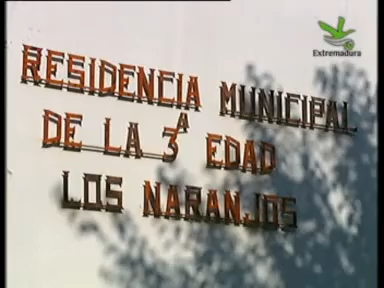 Extremadura
RESIDENCIA MUNICIPAL
DE LA 3ª EDAD
LOS NARANJOS